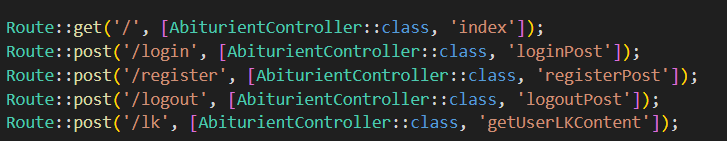 Route::get('/', [AbiturientController::class, 'index']);
Route::post('/login', [AbiturientController::class, 'loginPost']);
Route::post('/register', [AbiturientController::class, 'registerPost']);
Route::post('/logout', [AbiturientController::class, 'logoutPost']);
Route::post('/lk', [AbiturientController::class, 'getUserLKContent']);